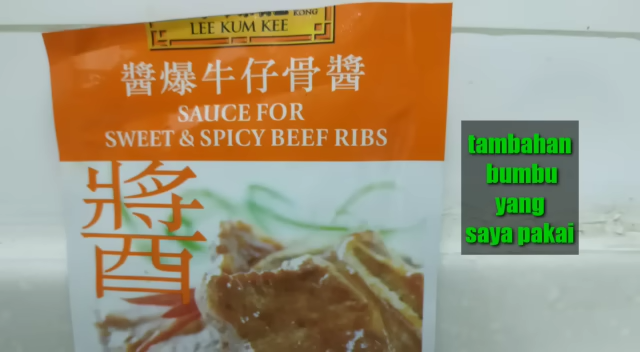 LEE KUM KEE
醬爆牛仔骨醬
SAUCE FOR
SWEET & SPICY BEEF RIBS
醬
tambahan
bumbu
yang
saya pakai